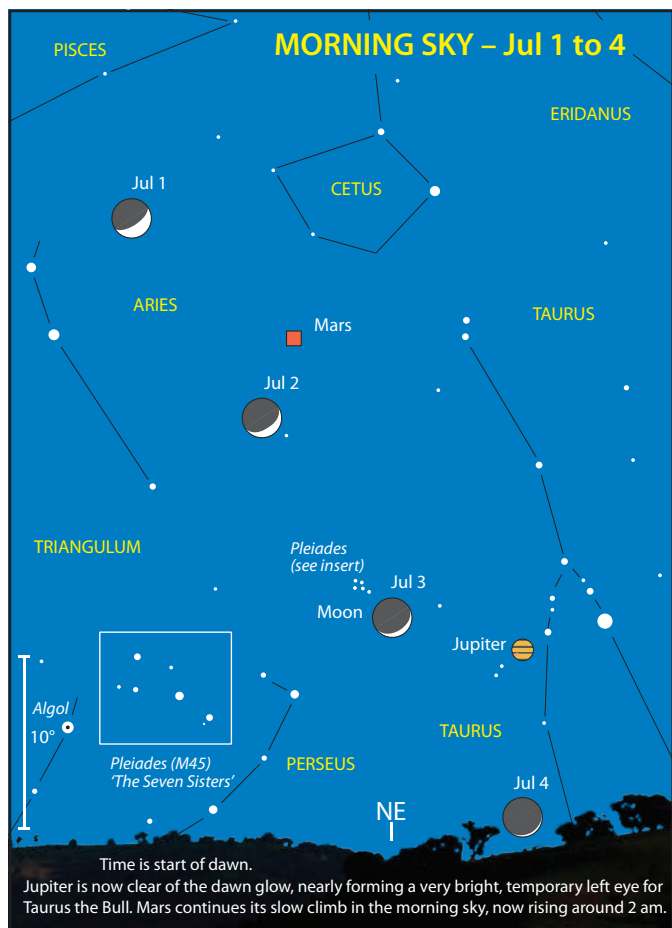 MORNING SKY – Jul 1 to 4
PISCES
ERIDANUS
Jul 1
CETUS
ARIES
Mars
TAURUS
Jul 2
TRIANGULUM
Pleiades
(see insert)
Jul 3
Moon
Jupiter
Algol
10°
Pleiades (M45)
'The Seven Sisters'
PERSEUS
TAURUS
Jul 4
NE
Time is start of dawn.
Jupiter is now clear of the dawn glow, nearly forming a very bright, temporary left eye for
Taurus the Bull. Mars continues its slow climb in the morning sky, now rising around 2 am.